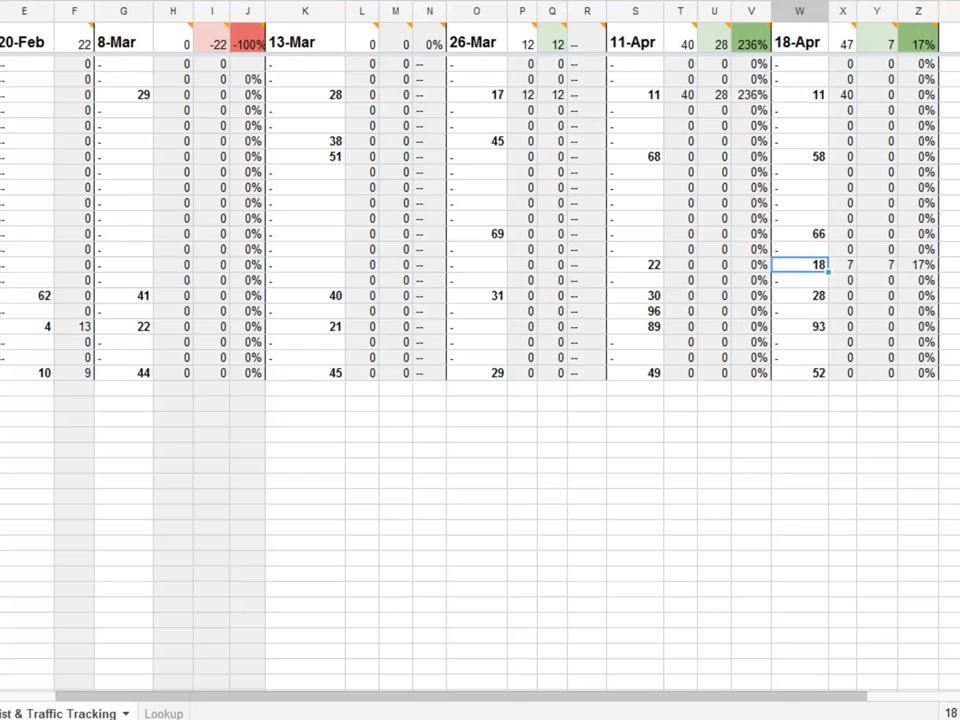 E F G H I J K L M N O P Q R S T U V W X Y Z
20-Feb 22 8-Mar 0 -22 -100% 13-Mar 0 0 0% 26-Mar 12 12 -- 11-Apr 40 28 236% 18-Apr 47 7 17%
-- 0 - 0 0 0 - 0 0 -- - 0 0 -- - 0 0 0% - 0 0 0%
-- 0 - 0 0 0% - 0 0 -- - 0 0 -- - 0 0 0% - 0 0 0%
-- 0 29 0 0 0% 28 0 0 -- 17 12 12 -- 11 40 28 236% 11 40 0 0%
-- 0 - 0 0 0% - 0 0 -- - 0 0 -- - 0 0 0% - 0 0 0%
-- 0 - 0 0 0% - 0 0 -- - 0 0 -- - 0 0 0% - 0 0 0%
-- 0 - 0 0 0% 38 0 0 -- 45 0 0 -- - 0 0 0% - 0 0 0%
-- 0 - 0 0 0% 51 0 0 -- - 0 0 -- 68 0 0 0% 58 0 0 0%
-- 0 - 0 0 0% - 0 0 -- - 0 0 -- - 0 0 0% - 0 0 0%
-- 0 - 0 0 0% - 0 0 -- - 0 0 -- - 0 0 0% - 0 0 0%
-- 0 - 0 0 0% - 0 0 -- - 0 0 -- - 0 0 0% - 0 0 0%
-- 0 - 0 0 0% - 0 0 -- - 0 0 -- - 0 0 0% - 0 0 0%
-- 0 - 0 0 0% - 0 0 -- 69 0 0 -- - 0 0 0% 66 0 0 0%
-- 0 - 0 0 0% - 0 0 -- - 0 0 -- - 0 0 0% - 0 0 0%
-- 0 - 0 0 0% - 0 0 -- - 0 0 -- 22 0 0 0% 18 7 7 17%
-- 0 - 0 0 0% - 0 0 -- - 0 0 -- - 0 0 0% - 0 0 0%
62 0 41 0 0 0% 40 0 0 -- 31 0 0 -- 30 0 0 0% 28 0 0 0%
-- 0 - 0 0 0% - 0 0 -- - 0 0 -- 96 0 0 0% - 0 0 0%
4 13 22 0 0 0% 21 0 0 -- - 0 0 -- 89 0 0 0% 93 0 0 0%
-- 0 - 0 0 0% - 0 0 -- - 0 0 -- - 0 0 0% - 0 0 0%
-- 0 - 0 0 0% - 0 0 -- - 0 0 -- - 0 0 0% - 0 0 0%
10 9 44 0 0 0% 45 0 0 -- 29 0 0 -- 49 0 0 0% 52 0 0 0%
ist & Traffic Tracking Lookup 18